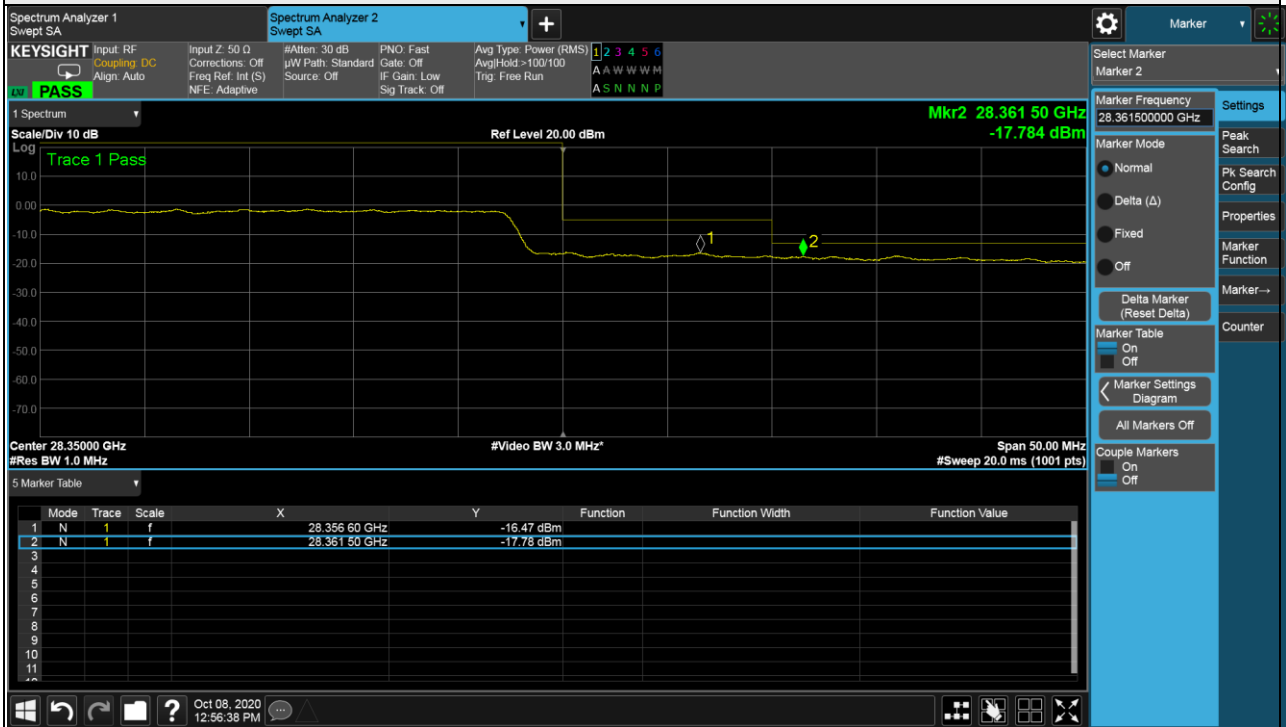 Spectrum Analyzer 1
Swept SA
Spectrum Analyzer 2
Swept SA
+
Marker
KEYSIGHT
Input: RF
Coupling: DC
Align: Auto
Input Z: 50 Ω
Corrections: Off
Freq Ref: Int (S)
NFE: Adaptive
#Atten: 30 dB
µW Path: Standard
Source: Off
PNO: Fast
Gate: Off
IF Gain: Low
Sig Track: Off
Avg Type: Power (RMS)
Avg|Hold:>100/100
Trig: Free Run
1 2 3 4 5 6
A A W W W M
A S N N N P
LXI
PASS
1 Spectrum
Scale/Div 10 dB
Ref Level 20.00 dBm
Mkr2 28.361 50 GHz
-17.784 dBm
Log
Trace 1 Pass
10.0
0.00
-10.0
-20.0
-30.0
-40.0
-50.0
-60.0
-70.0
1
2
Center 28.35000 GHz
#Res BW 1.0 MHz
#Video BW 3.0 MHz*
Span 50.00 MHz
#Sweep 20.0 ms (1001 pts)
5 Marker Table
Mode Trace Scale X Y Function Function Width Function Value
1 N 1 f 28.356 60 GHz -16.47 dBm
2 N 1 f 28.361 50 GHz -17.78 dBm
3
4
5
6
7
8
9
10
11
Select Marker
Marker 2
Marker Frequency
28.361500000 GHz
Marker Mode
Normal
Delta (Δ)
Fixed
Off
Delta Marker
(Reset Delta)
Marker Table
On
Off
Marker Settings
Diagram
All Markers Off
Couple Markers
On
Off
Settings
Peak
Search
Pk Search
Config
Properties
Marker
Function
Marker→
Counter
?
Oct 08, 2020
12:56:38 PM